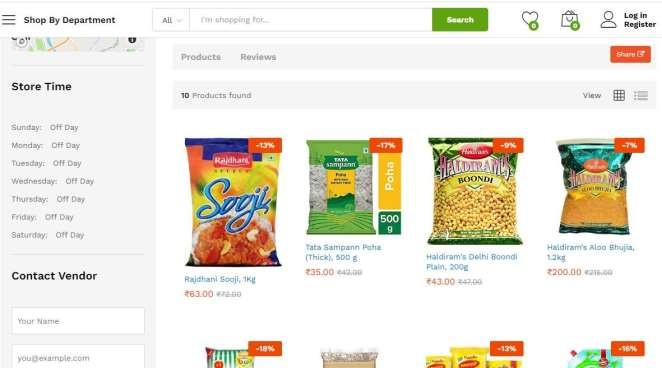 Shop By Department
All
I'm shopping for...
Search
0
0
Log in
Register
Products
Reviews
Share
10 Products found
View
Store Time
Sunday: Off Day
Monday: Off Day
Tuesday: Off Day
Wednesday: Off Day
Thursday: Off Day
Friday: Off Day
Saturday: Off Day
Contact Vendor
Your Name
you@example.com
-13%
Rajdhani
Sooji
Rajdhani Sooji, 1Kg
₹63.00 ₹72.00
-17%
TATA
sampann
Poha
Poha
500
g
Tata Sampann Poha
(Thick), 500 g
₹35.00 ₹42.00
-9%
Haldiram's
HALDIRAM'S
BOONDI
Haldiram's Delhi Boondi
Plain, 200g
₹43.00 ₹47.00
-7%
Haldiram's
HALDIRAM'S
ALOO BHUJIA
Haldiram's Aloo Bhujia,
1.2kg
₹200.00 ₹215.00
-18%
-13%
-16%